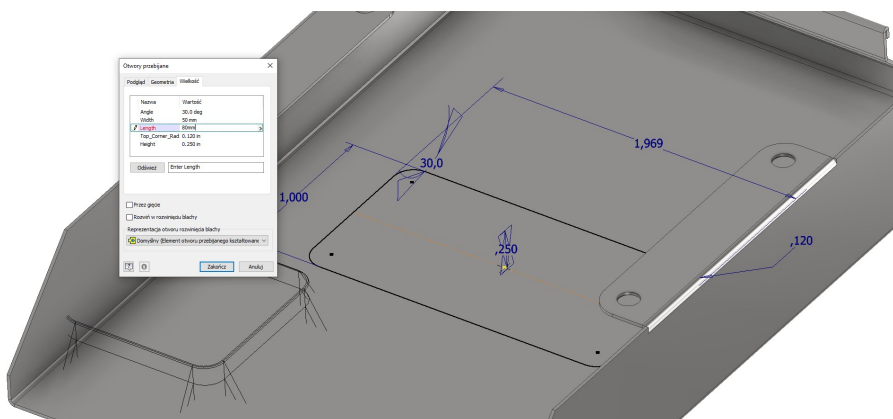 Otwory przebijane
Podgląd Geometria Wielkość
Nazwa Wartość
Angle 30.0 deg
Width 50 mm
Length 80mm
Top_Corner_Rad 0.120 in
Height 0.250 in
Odśwież Enter Length
Przez gięcie
Rozwiń w rozwinięciu blachy
Reprezentacja otworu rozwinięcia blachy
Domyślny (Element otworu przebijanego kształtowane
Zakończ Anuluj
1,969
30,0
1,000
,250
,120